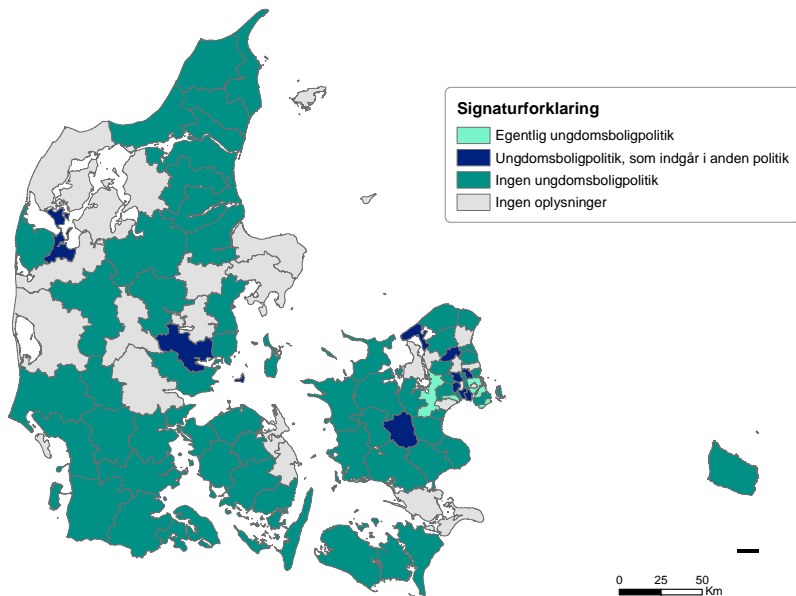 Signaturforklaring
Egentlig ungdomsboligpolitik
Ungdomsboligpolitik, som indgår i anden politik
Ingen ungdomsboligpolitik
Ingen oplysninger
0 25 50
Km